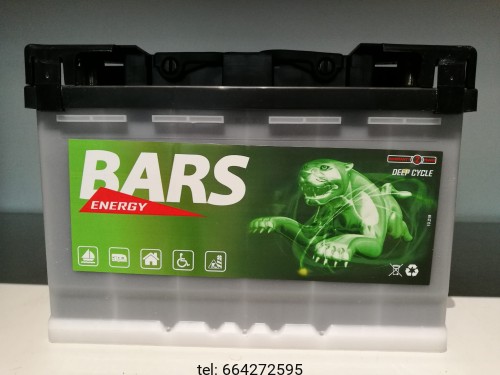 BARS
ENERGY
DEEP CYCLE
tel: 664272595